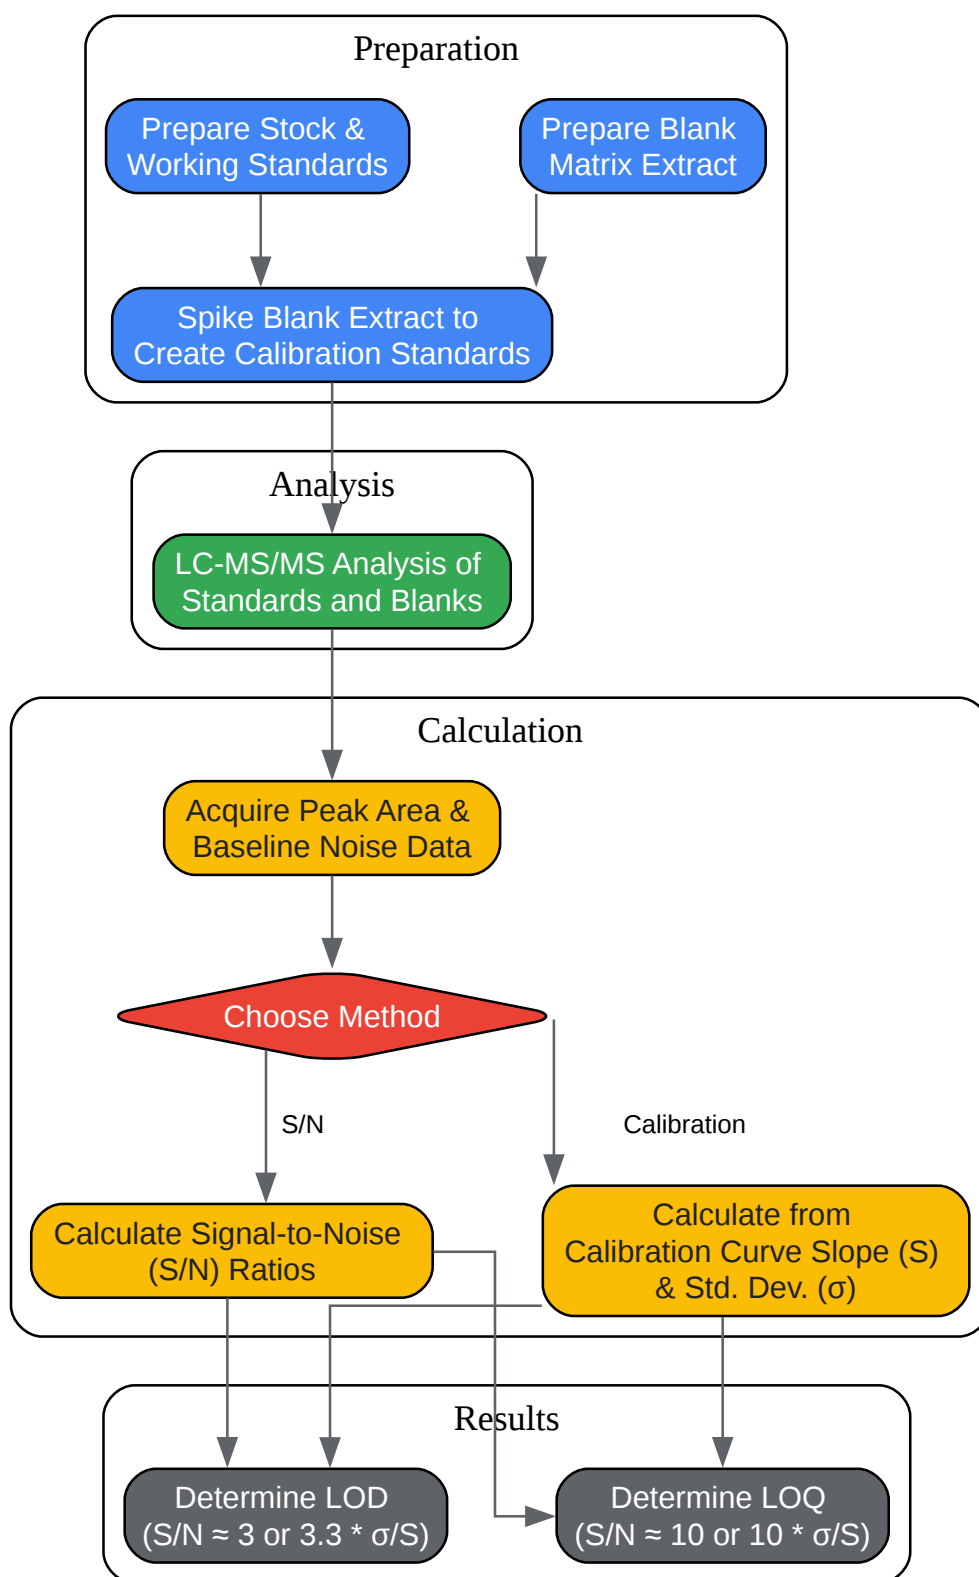 Preparation
Prepare Stock &
Working Standards
Prepare Blank
Matrix Extract
Spike Blank Extract to
Create Calibration Standards
Analysis
LC-MS/MS Analysis of
Standards and Blanks
Calculation
Acquire Peak Area &
Baseline Noise Data
Choose Method
S/N
Calibration
Calculate Signal-to-Noise
(S/N) Ratios
Calculate from
Calibration Curve Slope (S)
& Std. Dev. (σ)
Results
Determine LOD
(S/N ≈ 3 or 3.3 * σ/S)
Determine LOQ
(S/N ≈ 10 or 10 * σ/S)